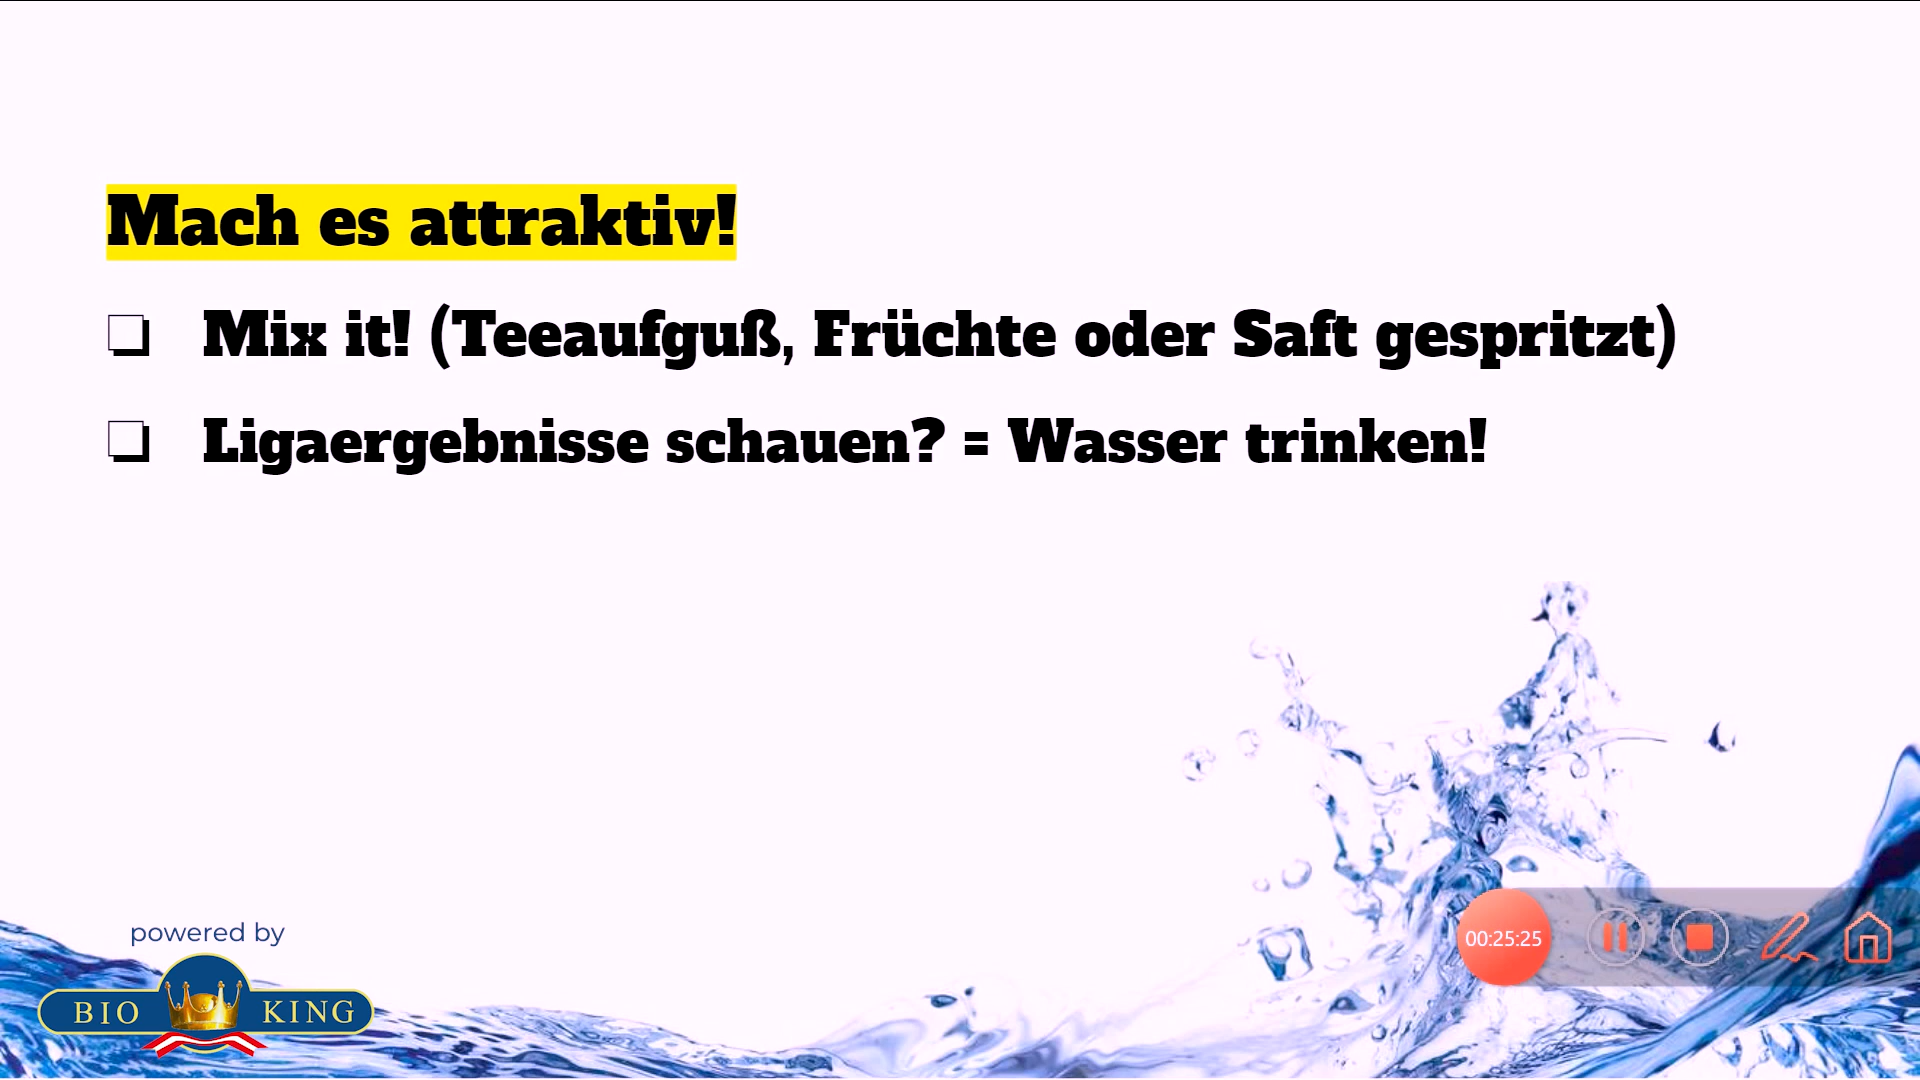 Mach es attraktiv!
❏ Mix it! (Teeaufguß, Früchte oder Saft gespritzt)
❏ Ligaergebnisse schauen? = Wasser trinken!
powered by
BIO KING
00:25:25